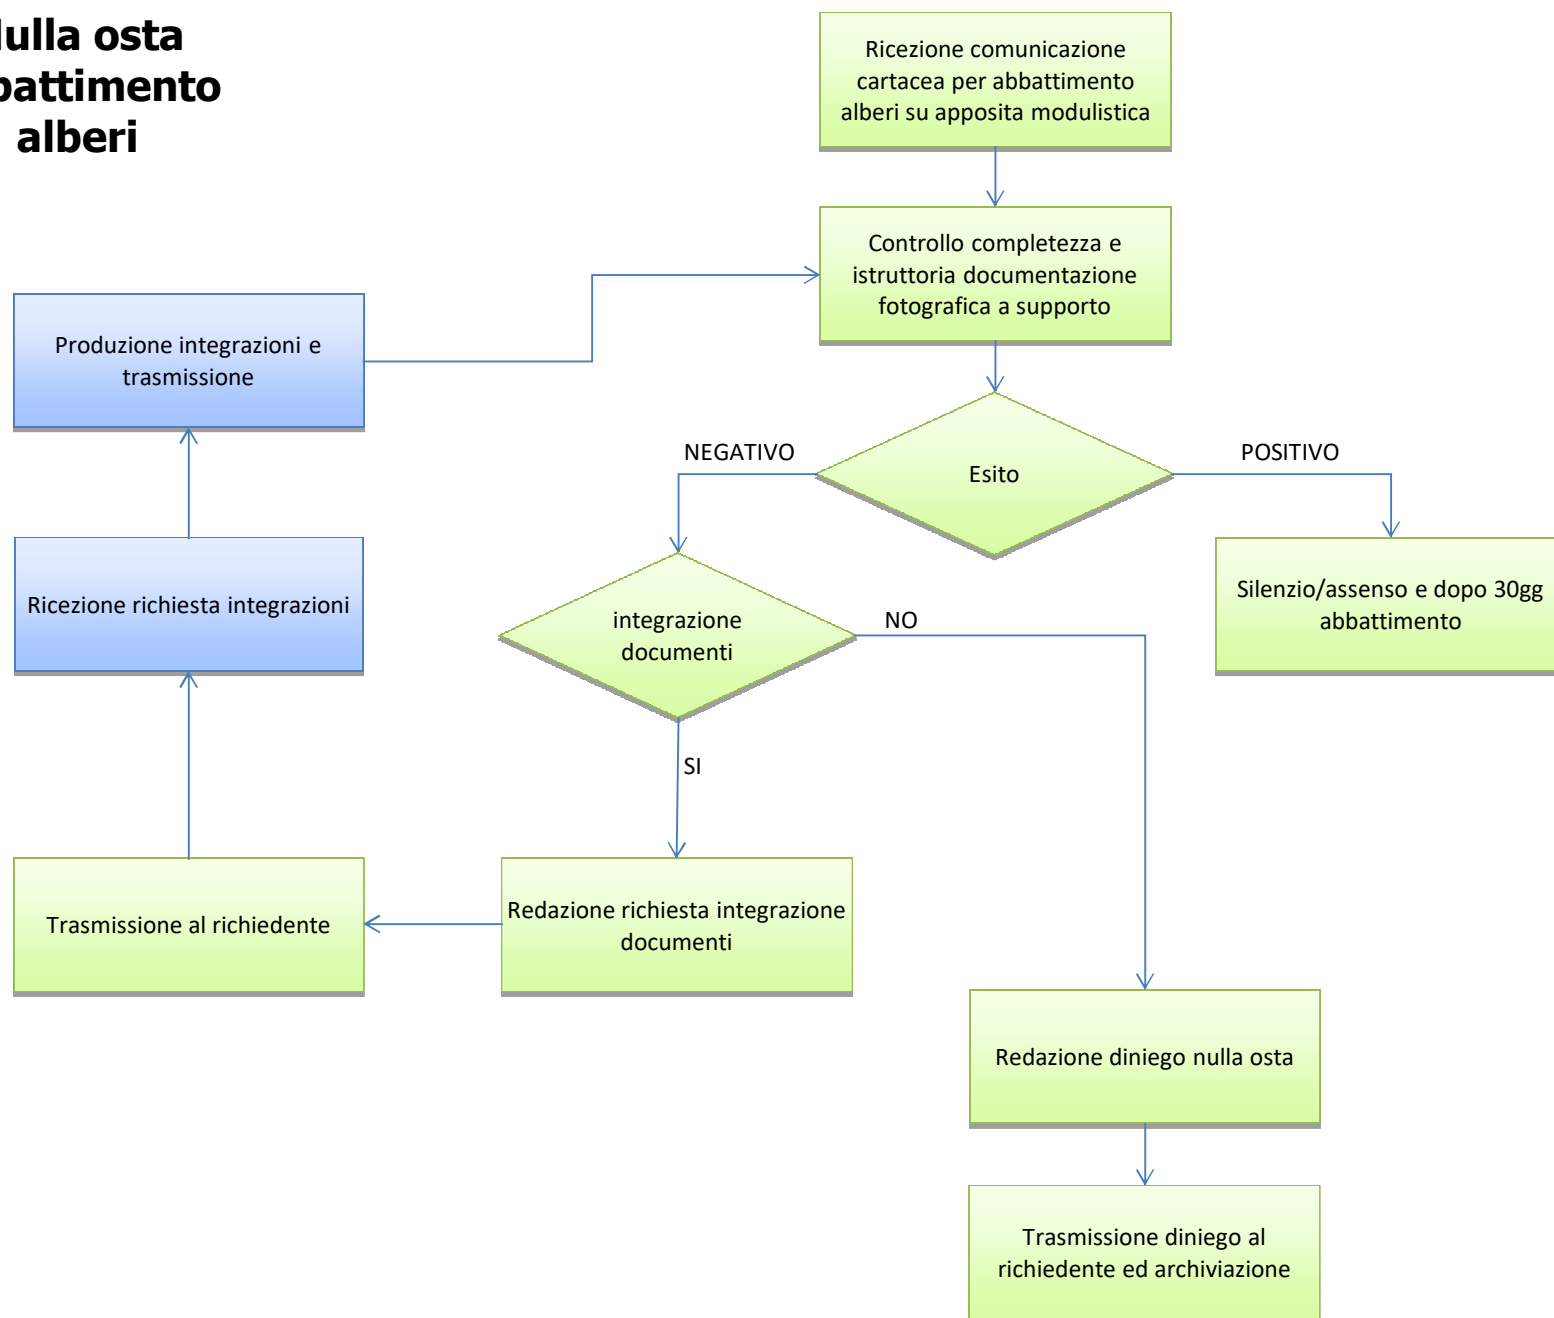 ulla osta
battimento
alberi
Ricezione comunicazione
cartacea per abbattimento
alberi su apposita modulistica
Controllo completezza e
istruttoria documentazione
fotografica a supporto
Produzione integrazioni e
trasmissione
NEGATIVO
POSITIVO
Esito
Ricezione richiesta integrazioni
integrazione
documenti
NO
Silenzio/assenso e dopo 30gg
abbattimento
SI
Trasmissione al richiedente
Redazione richiesta integrazione
documenti
Redazione diniego nulla osta
Trasmissione diniego al
richiedente ed archiviazione